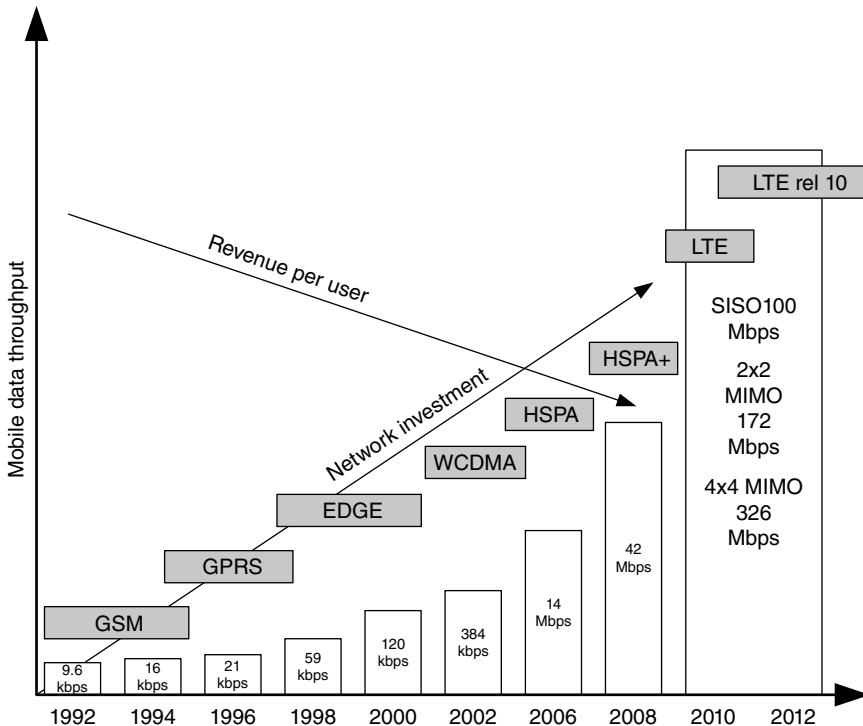 Mobile data throughput
Revenue per user
Network investment
LTE rel 10
LTE
HSPA+
HSPA
WCDMA
EDGE
GPRS
GSM
SISO100
Mbps
2x2
MIMO
172
Mbps
4x4 MIMO
326
Mbps
9.6
kbps
16
kbps
21
kbps
59
kbps
120
kbps
384
kbps
14
Mbps
42
Mbps
1992 1994 1996 1998 2000 2002 2006 2008 2010 2012